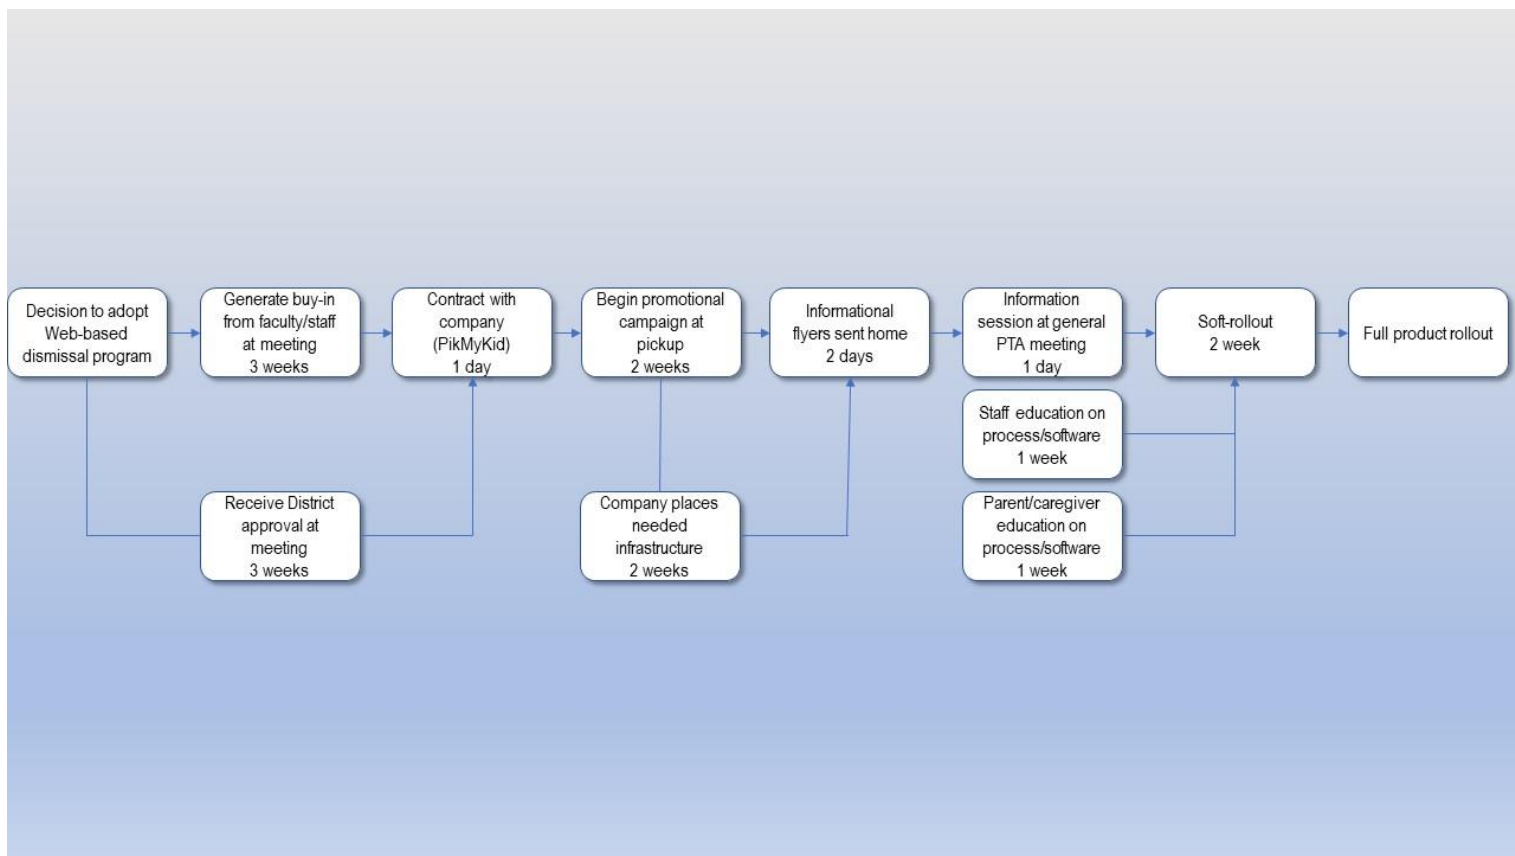 Decision to adopt
Web-based
dismissal program
Generate buy-in
from faculty/staff
at meeting
3 weeks
Contract with
company
(PikMyKid)
1 day
Begin promotional
campaign at
pickup
2 weeks
Informational
flyers sent home
2 days
Information
session at general
PTA meeting
1 day
Soft-rollout
2 week
Full product rollout
Staff education on
process/software
1 week
Receive District
approval at
meeting
3 weeks
Company places
needed
infrastructure
2 weeks
Parent/caregiver
education on
process/software
1 week